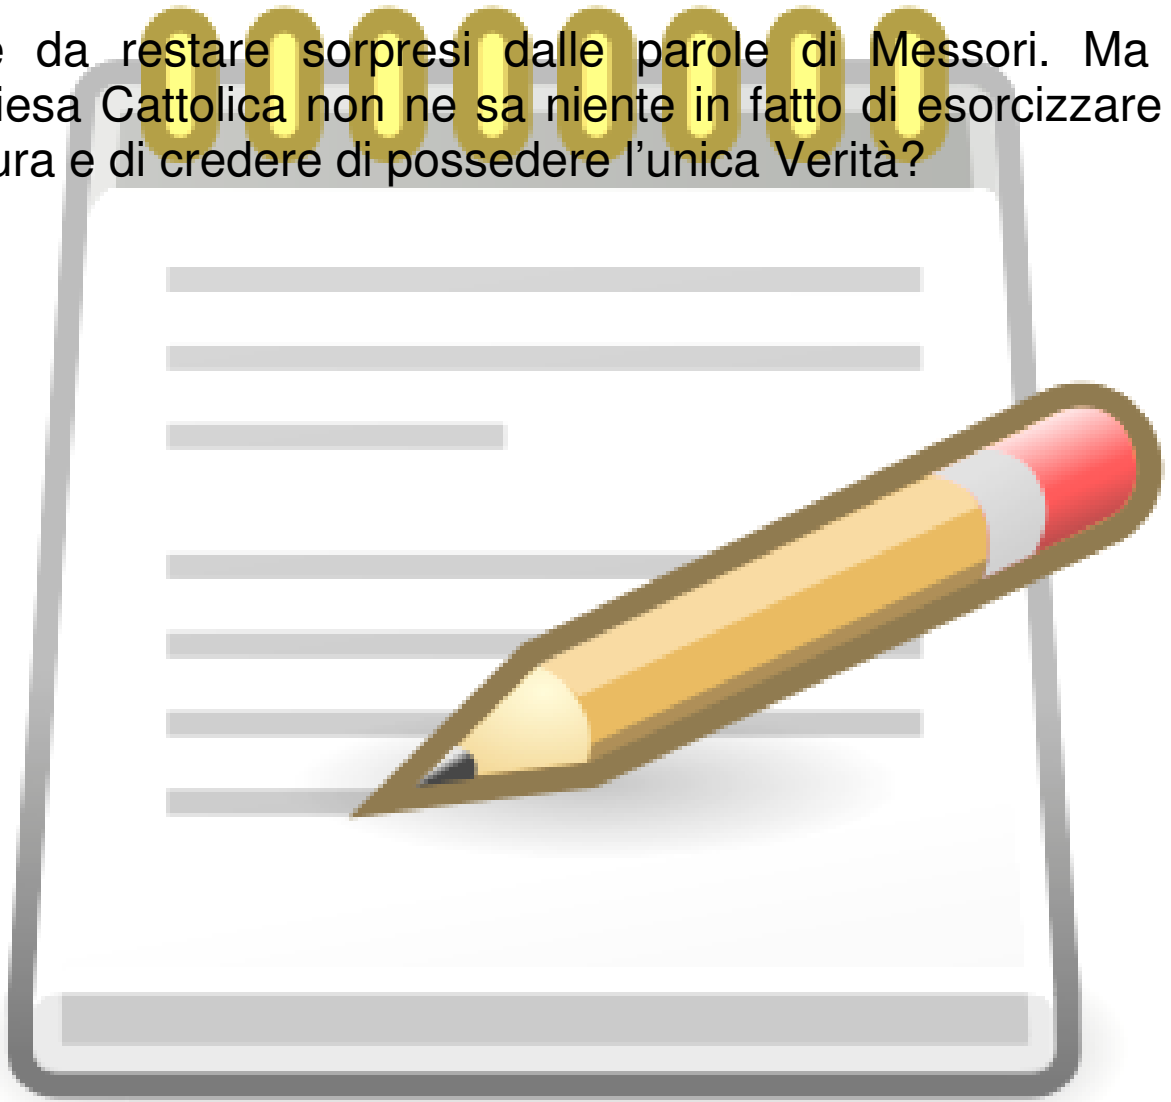 è da restare sorpresi dalle parole di Messori. Ma
iesa Cattolica non ne sa niente in fatto di esorcizzare
ura e di credere di possedere l’unica Verità?